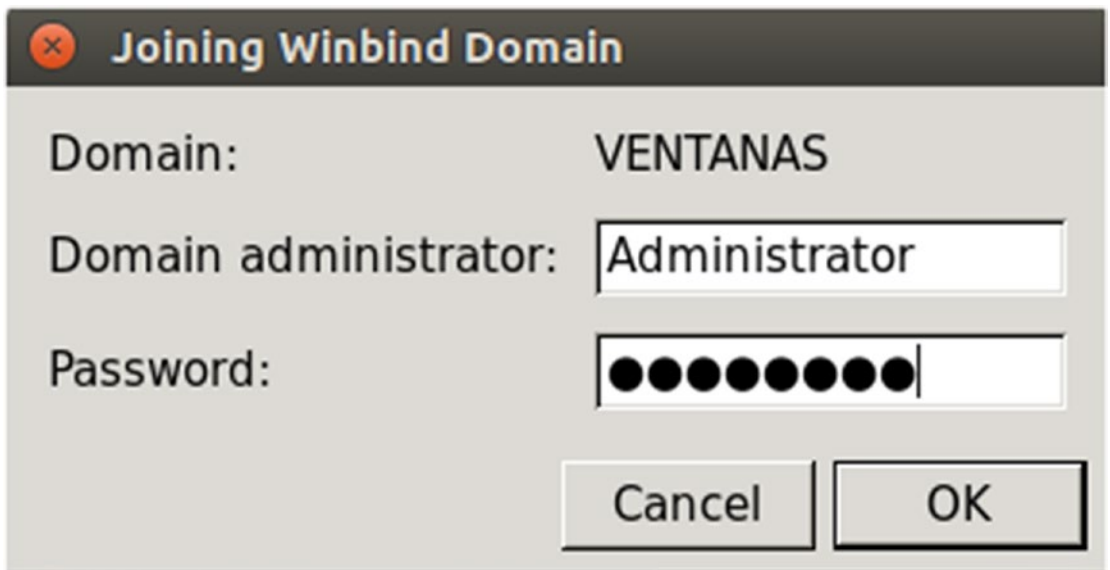 Joining Winbind Domain
Domain: VENTANAS
Domain administrator: Administrator
Password: ●●●●●●●●
Cancel OK